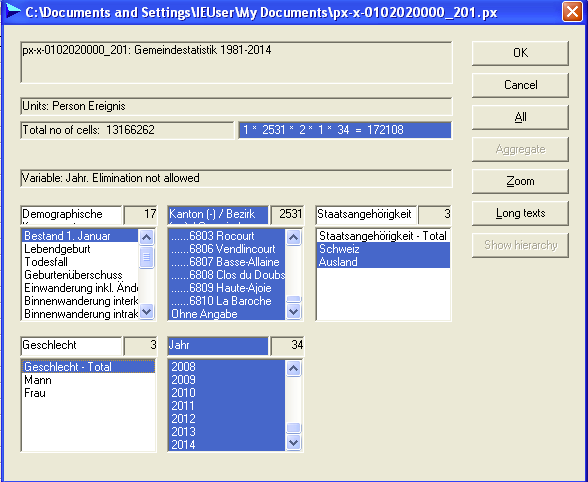 C:\Documents and Settings\IEUser\My Documents\px-x-0102020000_201.px
px-x-0102020000_201: Gemeindestatistik 1981-2014
OK
Cancel
All
Aggregate
Zoom
Long texts
Show hierarchy
Units: Person Ereignis
Total no of cells: 13166262
1 * 2531 * 2 * 1 * 34 = 172108
Variable: Jahr. Elimination not allowed
Demographische
17
Bestand 1. Januar
Lebendgeburt
Todesfall
Geburtenüberschuss
Einwanderung inkl. Ände
Binnenwanderung interk
Binnenwanderung intrak
Kanton (-) / Bezirk
2531
......6803 Rocourt
......6806 Vendlincourt
......6807 Basse-Allaine
......6808 Clos du Doubs
......6809 Haute-Ajoie
......6810 La Baroche
Ohne Angabe
Staatsangehörigkeit
3
Staatsangehörigkeit - Total
Schweiz
Ausland
Geschlecht
3
Geschlecht - Total
Mann
Frau
Jahr
34
2008
2009
2010
2011
2012
2013
2014